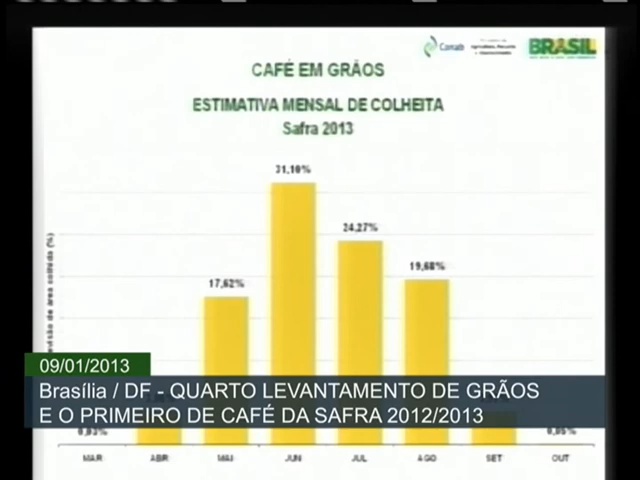 Conab
BRASIL
CAFÉ EM GRÃOS
ESTIMATIVA MENSAL DE COLHEITA
Safra 2013
31,10%
24,27%
19,68%
17,62%
09/01/2013
Brasília / DF - QUARTO LEVANTAMENTO DE GRÃOS
E O PRIMEIRO DE CAFÉ DA SAFRA 2012/2013
MAR ABR MAI JUN JUL AGO SET OUT